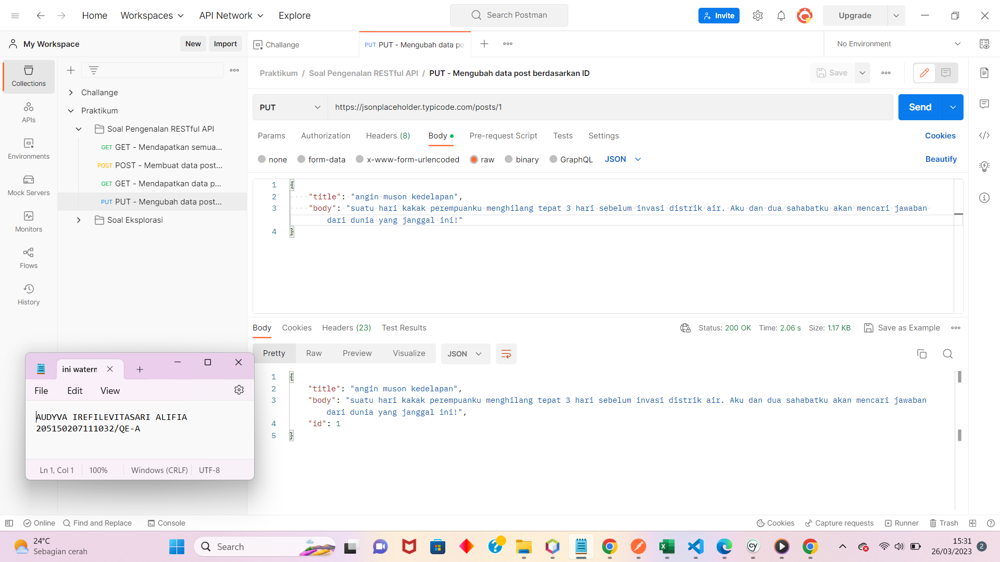 Home
Workspaces
API Network
Explore
Search Postman
Invite
Upgrade
My Workspace
New
Import
Challange
PUT PUT - Mengubah data po
No Environment
Collections
APIs
Environments
Mock Servers
Monitors
Flows
History
Challange
Praktikum
Soal Pengenalan RESTful API
GET GET - Mendapatkan semua...
POST POST - Membuat data post...
GET GET - Mendapatkan data p...
PUT PUT - Mengubah data post...
Soal Eksplorasi
Praktikum / Soal Pengenalan RESTful API / PUT - Mengubah data post berdasarkan ID
Save
PUT
https://jsonplaceholder.typicode.com/posts/1
Send
Params
Authorization
Headers (8)
Body
Pre-request Script
Tests
Settings
Cookies
none
form-data
x-www-form-urlencoded
raw
binary
GraphQL
JSON
Beautify
1 {
2 "title": "angin muson kedelapan",
3 "body": "suatu hari kakak perempuanku menghilang tepat 3 hari sebelum invasi distrik air. Aku dan dua sahabatku akan mencari jawaban
dari dunia yang janggal ini!"
4 }
Body
Cookies
Headers (23)
Test Results
Status: 200 OK
Time: 2.06 s
Size: 1.17 KB
Save as Example
Pretty
Raw
Preview
Visualize
JSON
1 {
2 "title": "angin muson kedelapan",
3 "body": "suatu hari kakak perempuanku menghilang tepat 3 hari sebelum invasi distrik air. Aku dan dua sahabatku akan mencari jawaban
dari dunia yang janggal ini!",
4 "id": 1
5 }
ini watern
File
Edit
View
AUDYVA IREFILEVITASARI ALIFIA
205150207111032/QE-A
Ln 1, Col 1
100%
Windows (CRLF)
UTF-8
Online
Find and Replace
Console
Cookies
Capture requests
Runner
Trash
24°C
Sebagian cerah
Search
cy
15:31
26/03/2023
2